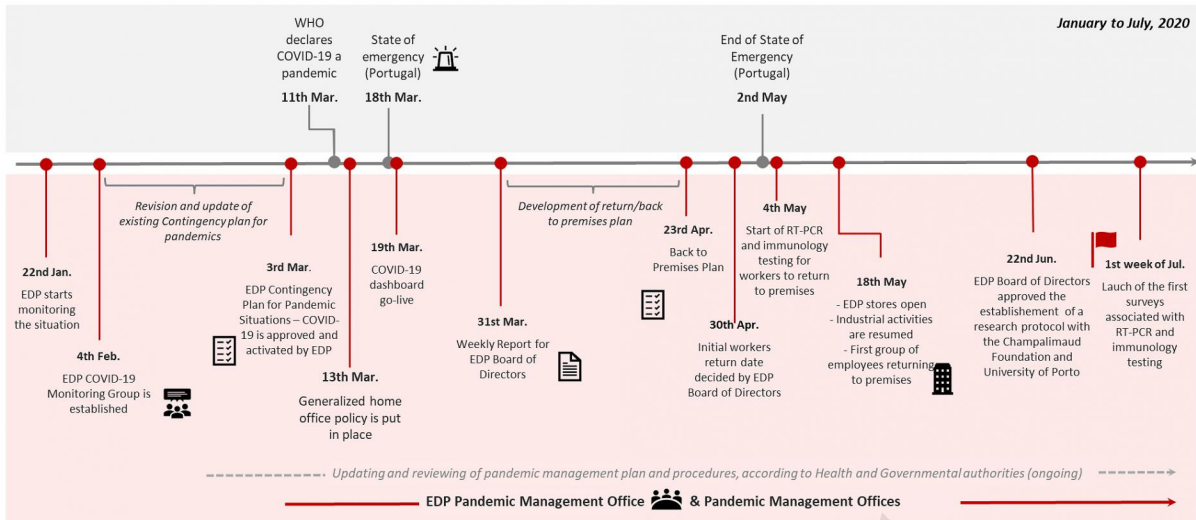 January to July, 2020
WHO
declares
COVID-19 a
pandemic
11th Mar.
State of
emergency
(Portugal)
18th Mar.
End of State of
Emergency
(Portugal)
2nd May
Revision and update of
existing Contingency plan for
pandemics
Development of return/back
to premises plan
22nd Jan.
EDP starts
monitoring
the situation
4th Feb.
EDP COVID-19
Monitoring Group is
established
3rd Mar.
EDP Contingency
Plan for Pandemic
Situations – COVID-
19 is approved and
activated by EDP
13th Mar.
Generalized home
office policy is put
in place
19th Mar.
COVID-19
dashboard
go-live
31st Mar.
Weekly Report for
EDP Board of
Directors
23rd Apr.
Back to
Premises Plan
30th Apr.
Initial workers
return date
decided by EDP
Board of Directors
4th May
Start of RT-PCR
and immunology
testing for
workers to return
to premises
18th May
- EDP stores open
- Industrial activities
are resumed
- First group of
employees returning
to premises
22nd Jun.
EDP Board of Directors
approved the
establishement of a
research protocol with
the Champalimaud
Foundation and
University of Porto
1st week of Jul.
Lauch of the first
surveys
associated with
RT-PCR and
immunology
testing
Updating and reviewing of pandemic management plan and procedures, according to Health and Governmental authorities (ongoing)
EDP Pandemic Management Office & Pandemic Management Offices